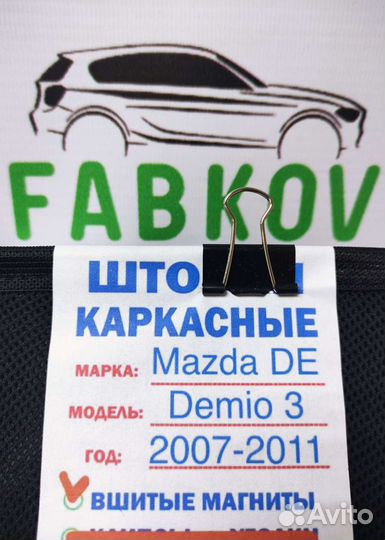 FABKOV
КАРКАСНЫЕ
МАРКА: Mazda DE
МОДЕЛЬ: Demio 3
ГОД: 2007-2011
ВШИТЫЕ МАГНИТЫ
Avito